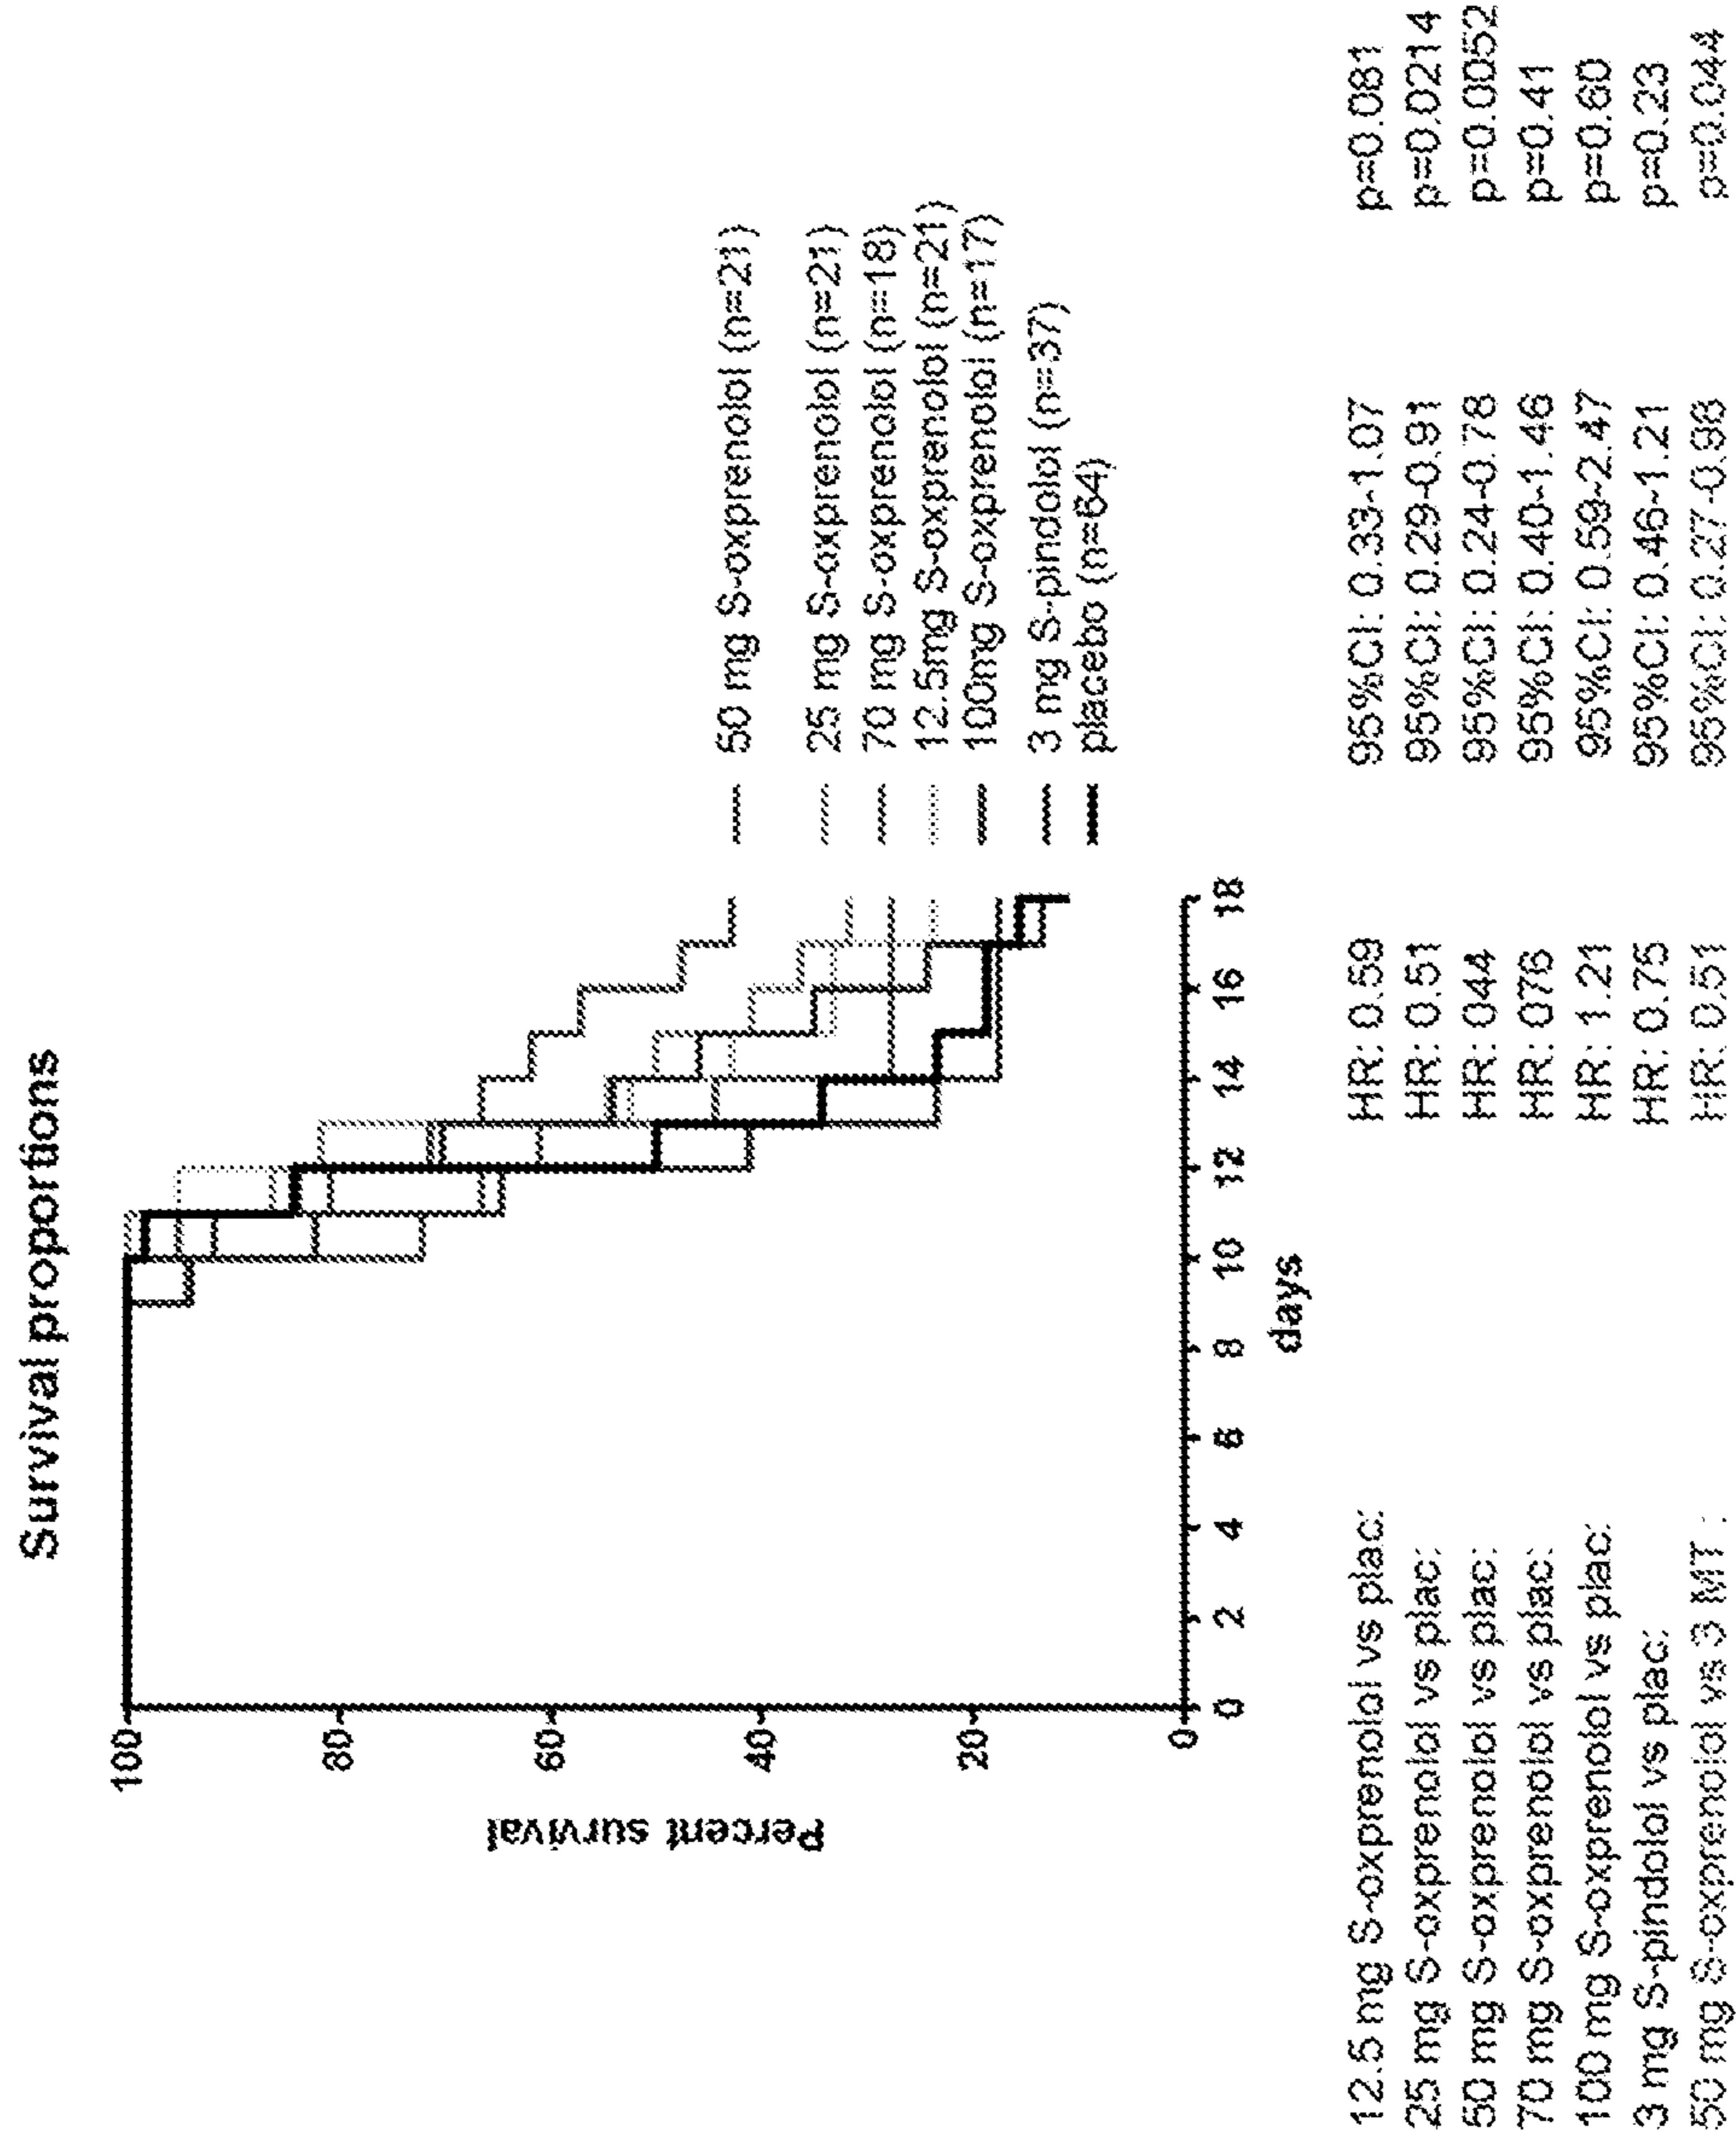 Survival proportions
Percent survival
100
80
60
40
20
0
0 2 4 6 8 10 12 14 16 18
days
50 mg S-oxprenolol (n=21)
25 mg S-oxprenolol (n=21)
70 mg S-oxprenolol (n=18)
12.5mg S-oxprenolol (n=21)
100mg S-oxprenolol (n=17)
3 mg S-pindolol (n=37)
placebo (n=64)
12.5 mg S-oxprenolol vs plac: HR: 0.59 95%CI: 0.33-1.07 p=0.081
25 mg S-oxprenolol vs plac: HR: 0.51 95%CI: 0.29-0.91 p=0.0214
50 mg S-oxprenolol vs plac: HR: 044 95%CI: 0.24-0.78 p=0.0052
70 mg S-oxprenolol vs plac: HR: 076 95%CI: 0.40-1.46 p=0.41
100 mg S-oxprenolol vs plac: HR: 1.21 95%CI: 0.59-2.47 p=0.60
3 mg S-pindolol vs plac: HR: 0.75 95%CI: 0.46-1.21 p=0.23
50 mg S-oxprenolol vs 3 MT : HR: 0.51 95%CI: 0.27-0.98 p=0.044